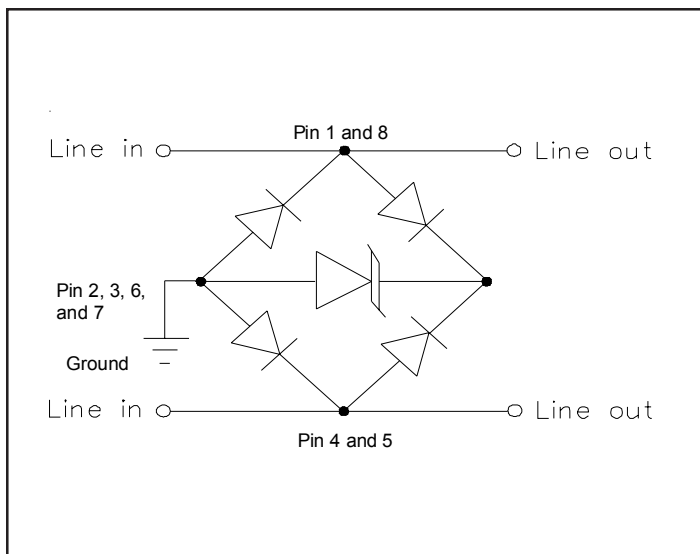 Pin 1 and 8
Line in
Line out
Pin 2, 3, 6,
and 7
Ground
Line in
Line out
Pin 4 and 5